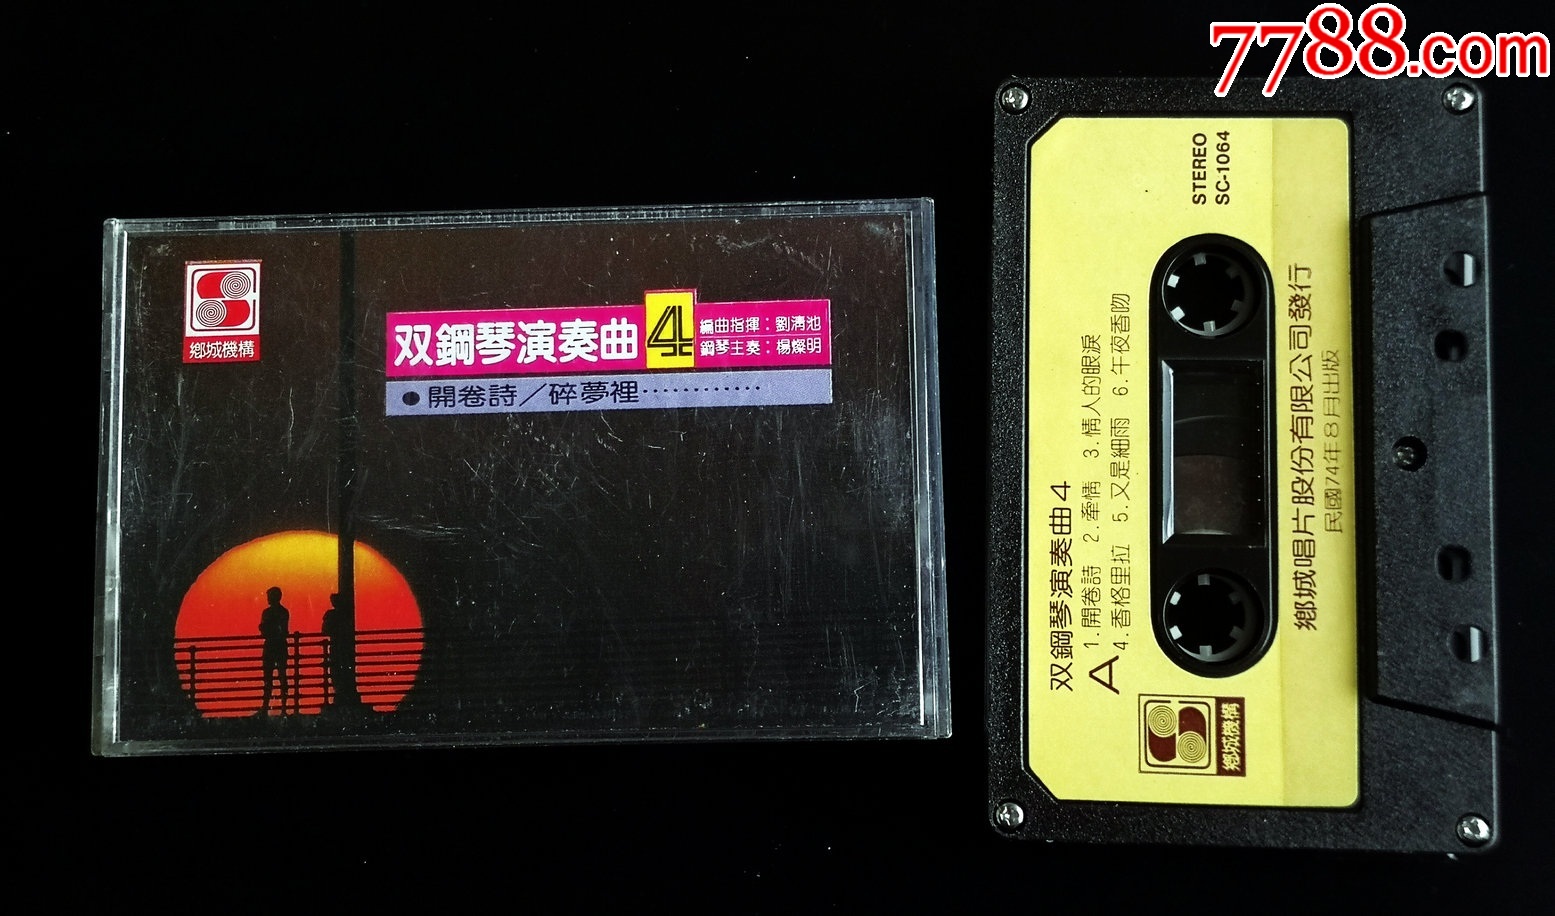 7788.com
鄉城機構
双鋼琴演奏曲 4
編曲指揮：劉清池
鋼琴主奏：楊燦明
●開卷詩／碎夢裡…………
STEREO
SC-1064
双鋼琴演奏曲 4
A
1.開卷詩 2.牽情 3.情人的眼淚
4.香格里拉 5.又是細雨 6.午夜香吻
鄉城機構
鄉城唱片股份有限公司發行
民國74年8月出版